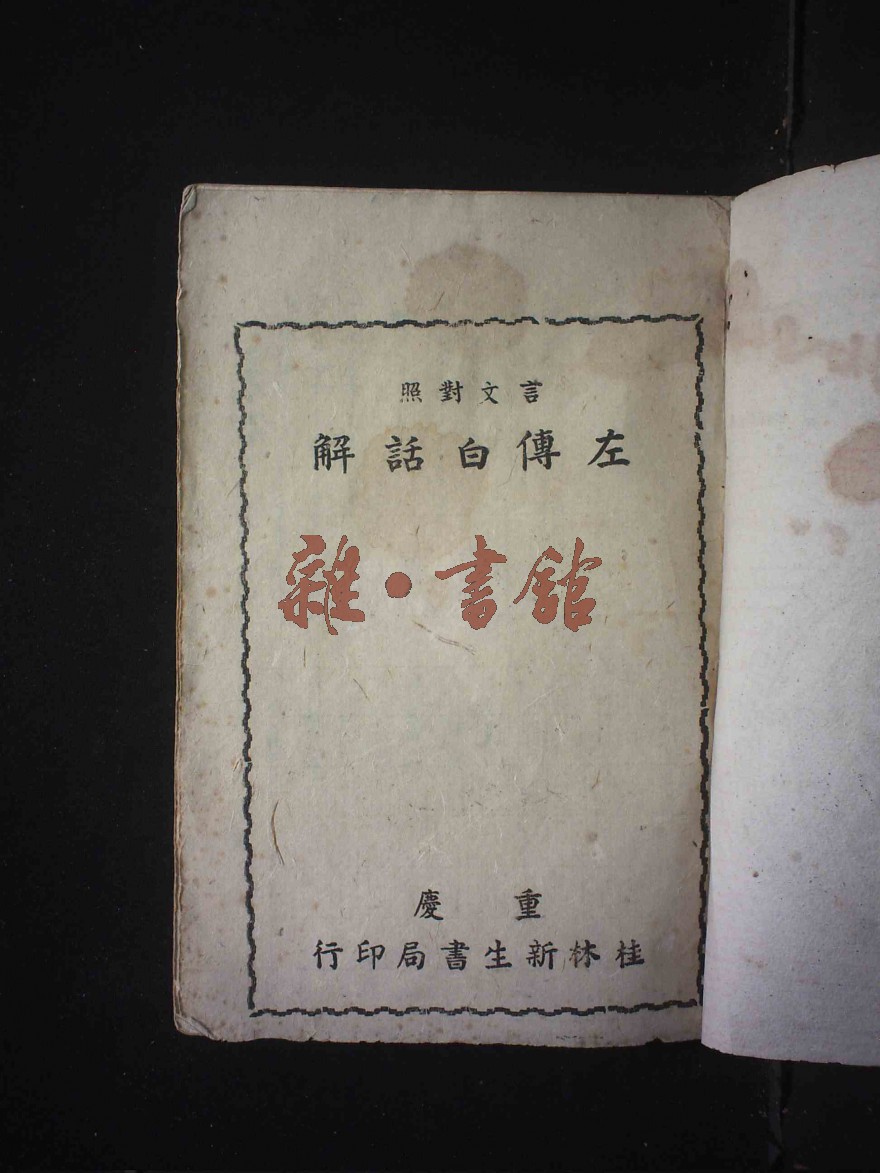 言文對照
左傳白話解
雜·書館
重慶
桂林新生書局印行